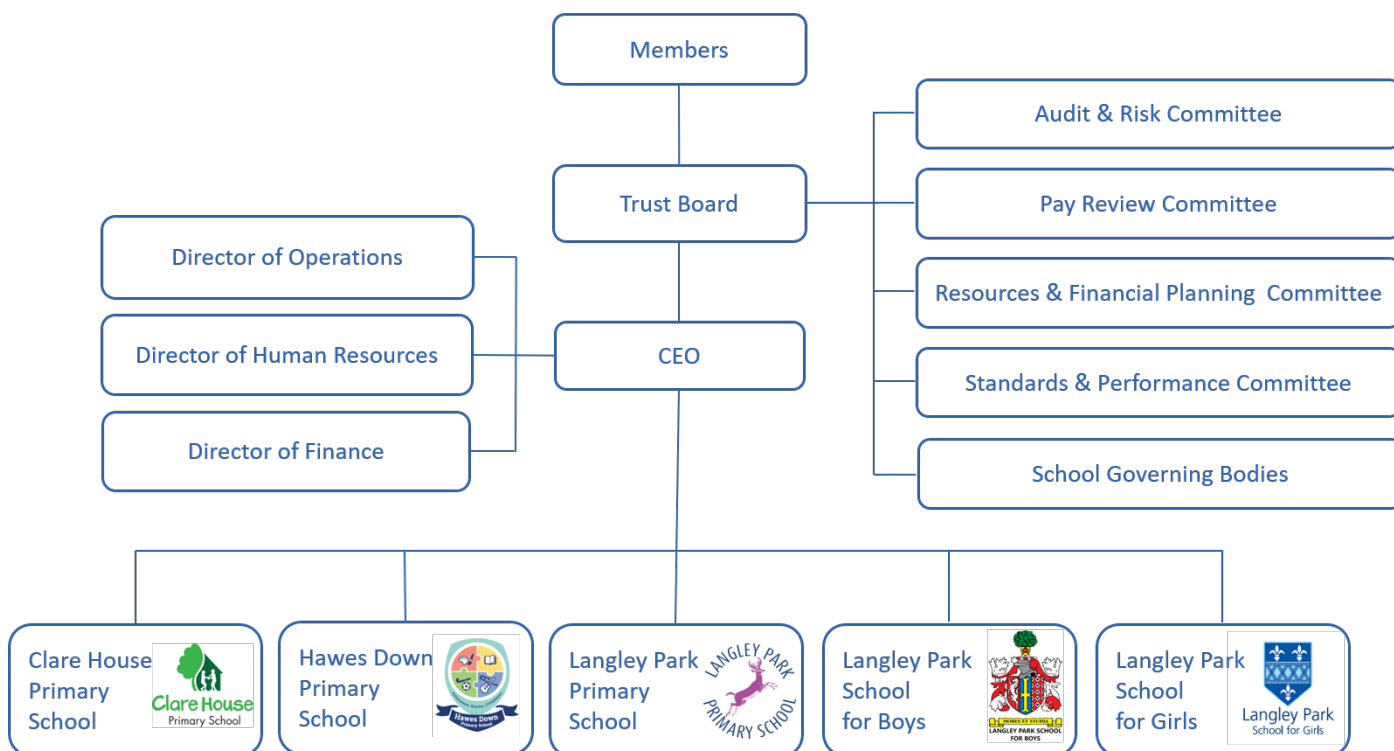 Members
Audit & Risk Committee
Trust Board
Pay Review Committee
Director of Operations
Resources & Financial Planning Committee
Director of Human Resources
CEO
Standards & Performance Committee
Director of Finance
School Governing Bodies
Clare House
Primary
School
Clare House
Primary School
Hawes Down
Primary
School
Hawes Down
Primary School
Langley Park
Primary
School
LANGLEY PARK
PRIMARY SCHOOL
Langley Park
School
for Boys
MORES ET STUDIA
LANGLEY PARK SCHOOL
FOR BOYS
Langley Park
School
for Girls
Langley Park
School for Girls